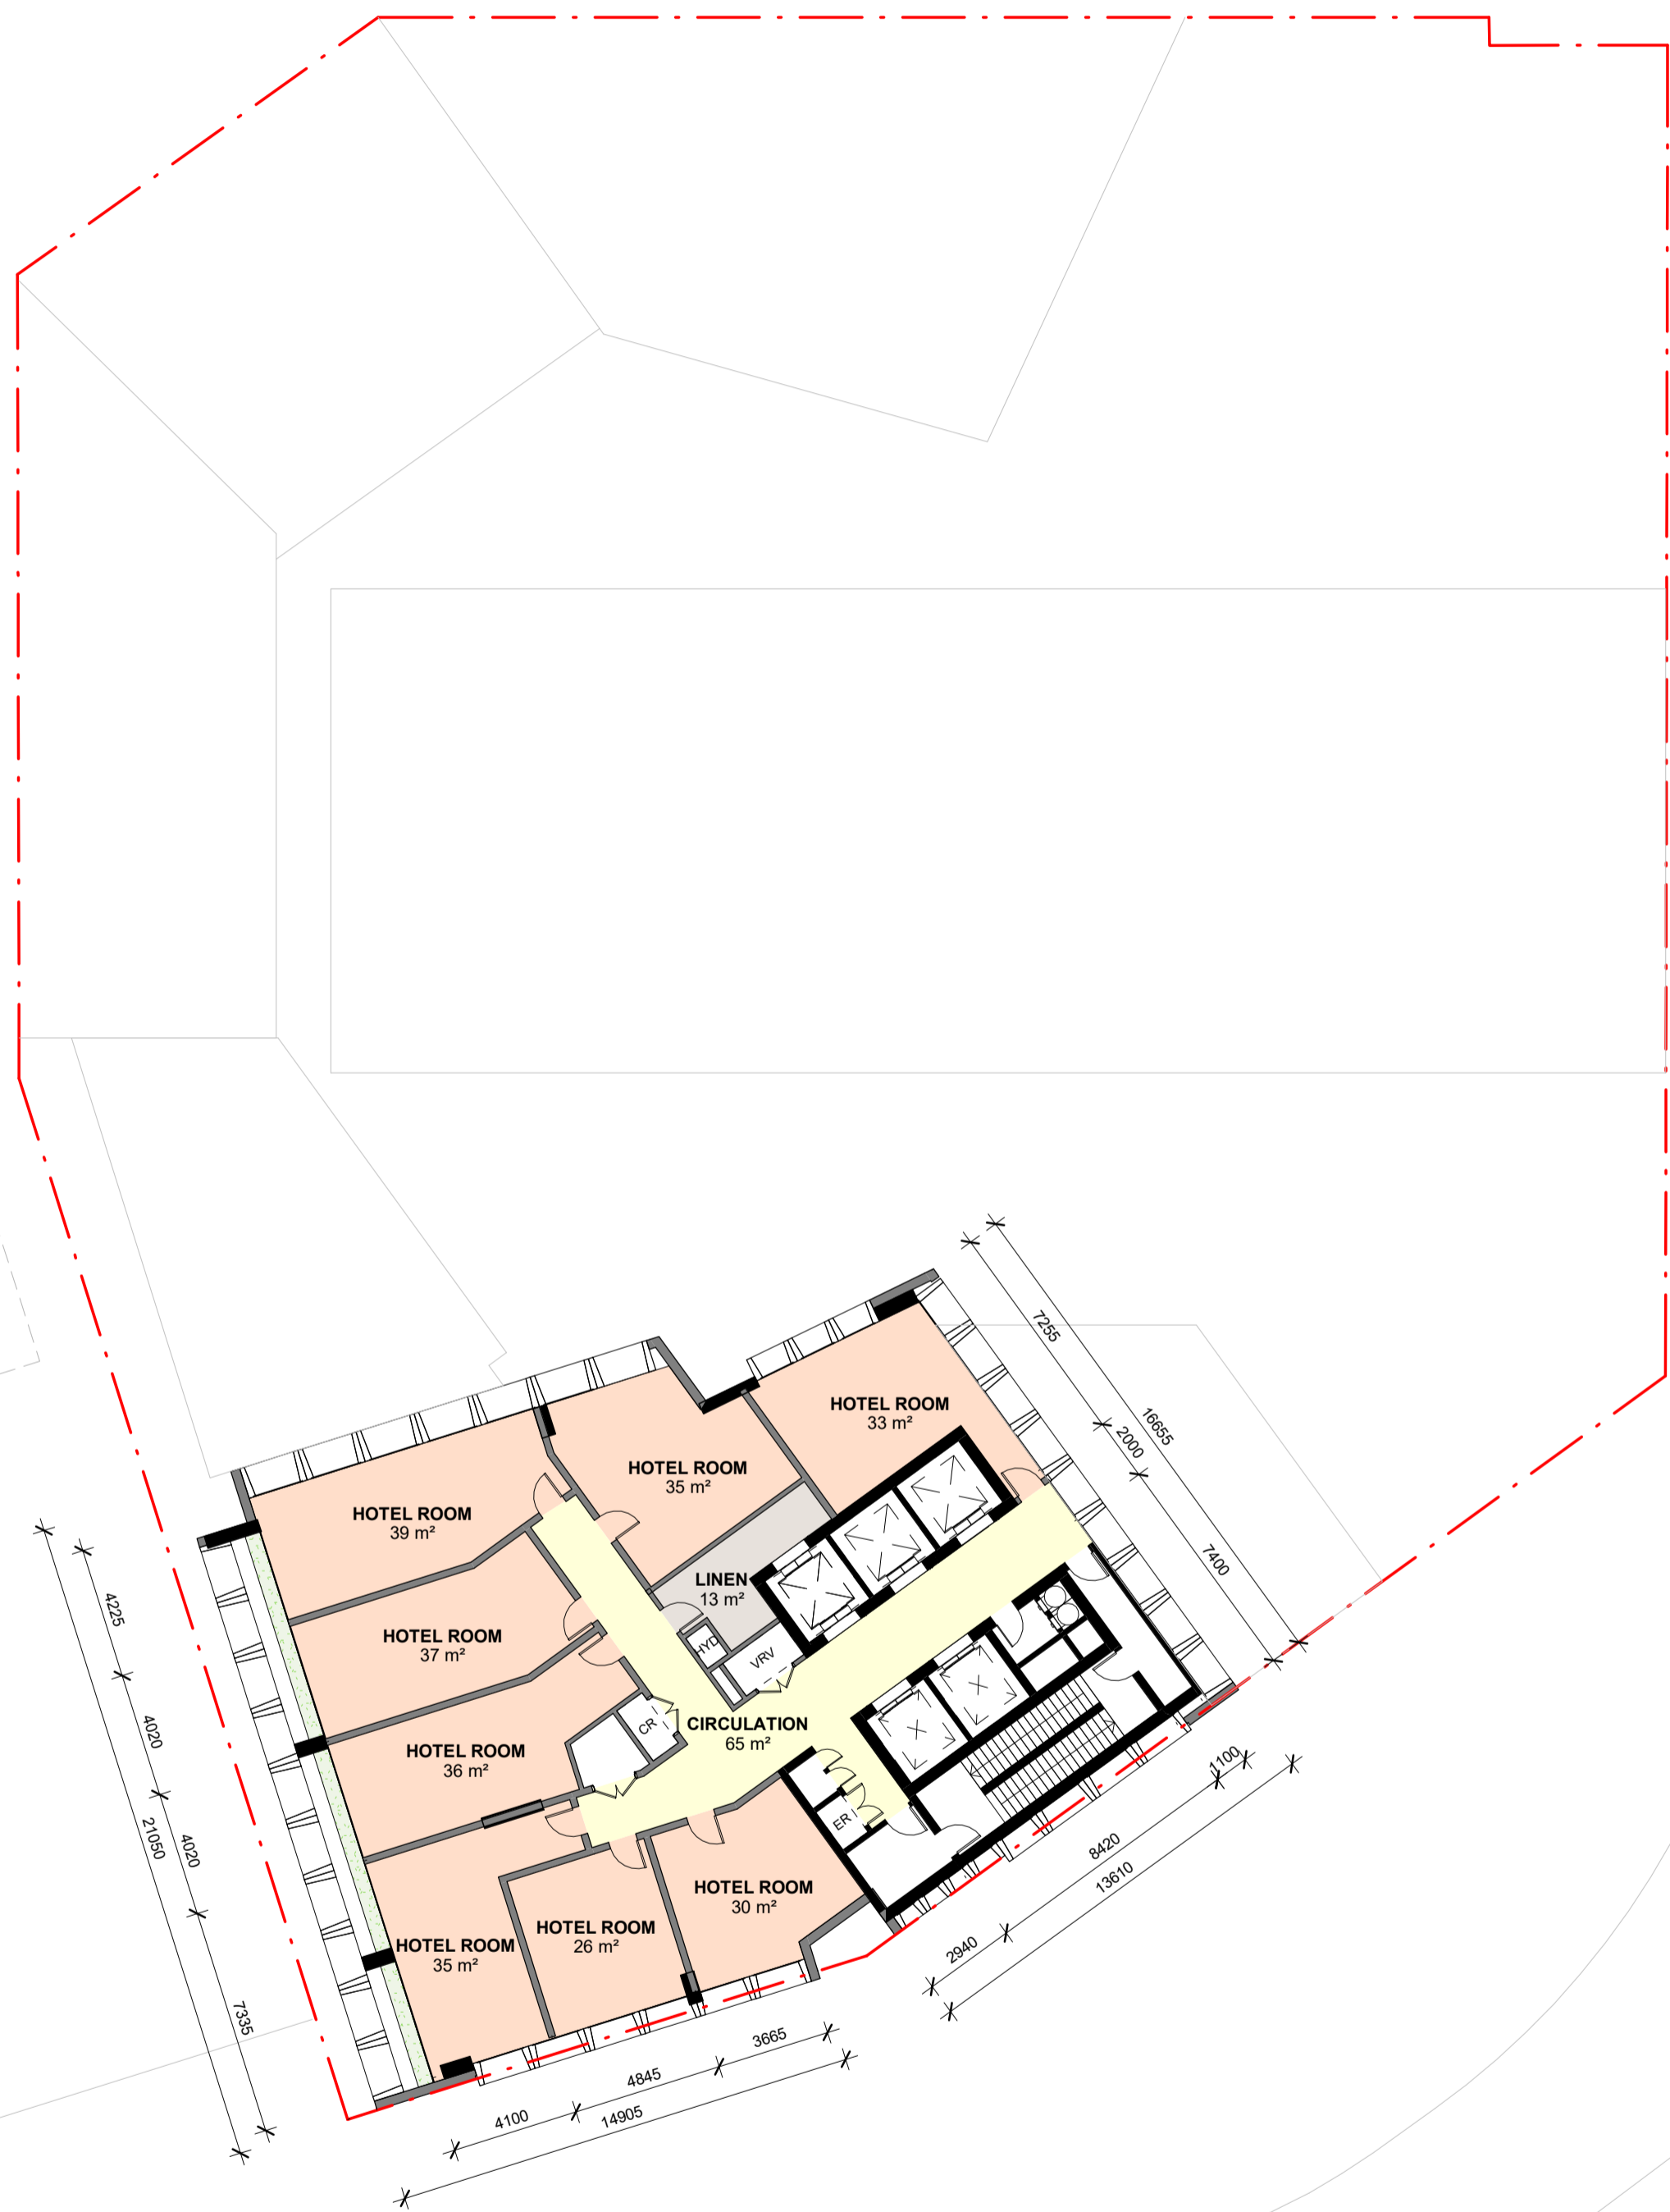 7255
16655
2000
HOTEL ROOM
33 m²
HOTEL ROOM
35 m²
HOTEL ROOM
39 m²
7400
LINEN
13 m²
4225
HOTEL ROOM
37 m²
HYD
VRV
4020
CR
CIRCULATION
65 m²
HOTEL ROOM
36 m²
1100
21050
4020
ER
8420
13610
HOTEL ROOM
30 m²
HOTEL ROOM
26 m²
HOTEL ROOM
35 m²
2940
7335
3665
4845
4100
14905